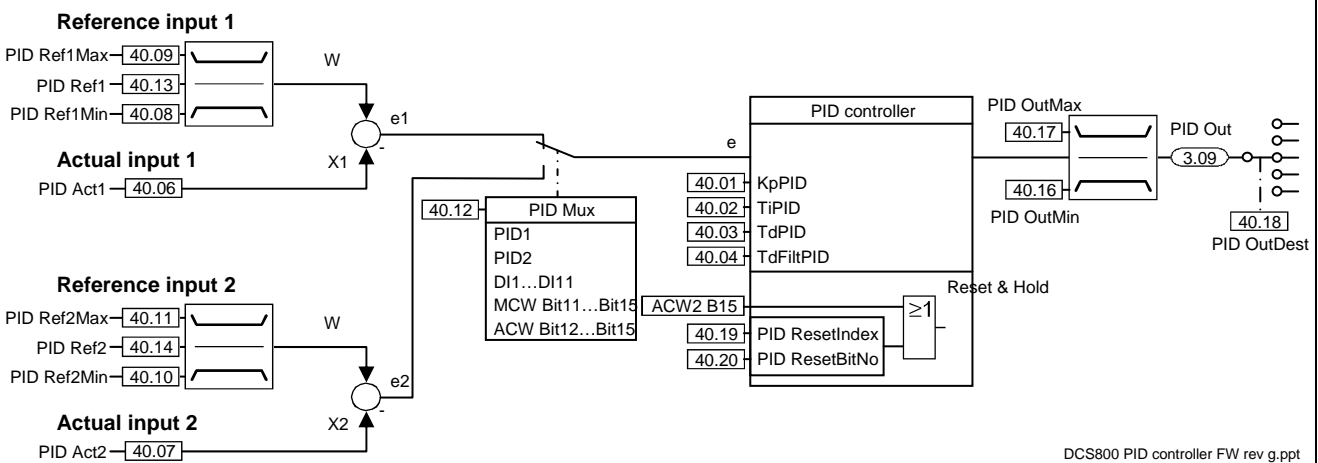 Reference input 1
PID Ref1Max 40.09
PID Ref1 40.13
PID Ref1Min 40.08
W
Actual input 1
PID Act1 40.06
X1
e1
-
Reference input 2
PID Ref2Max 40.11
PID Ref2 40.14
PID Ref2Min 40.10
W
Actual input 2
PID Act2 40.07
X2
e2
-
40.12 PID Mux
PID1
PID2
DI1...DI11
MCW Bit11...Bit15
ACW Bit12...Bit15
PID controller
e
40.01 KpPID
40.02 TiPID
40.03 TdPID
40.04 TdFiltPID
Reset & Hold
ACW2 B15
≥1
40.19 PID ResetIndex
40.20 PID ResetBitNo
PID OutMax
40.17
40.16
PID OutMin
PID Out
3.09
40.18
PID OutDest
DCS800 PID controller FW rev g.ppt